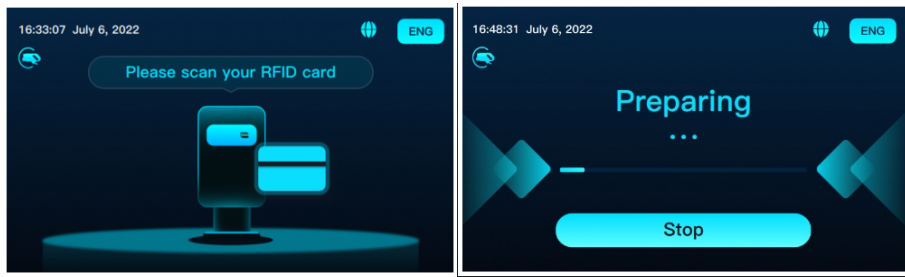 16:33:07 July 6, 2022
ENG
Please scan your RFID card
16:48:31 July 6, 2022
ENG
Preparing
...
Stop